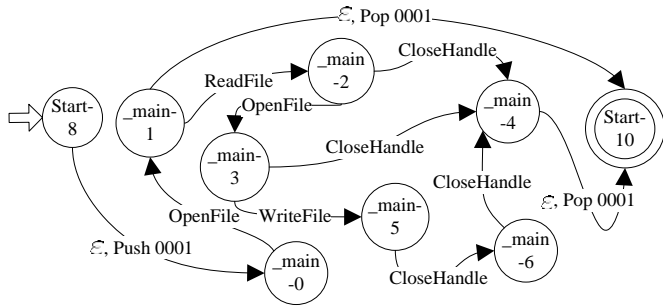 ℰ, Pop 0001
CloseHandle
_main
-2
ReadFile
OpenFile
Start-
8
_main-
1
_main
-4
Start-
10
_main-
3
CloseHandle
CloseHandle
ℰ, Pop 0001
OpenFile
WriteFile
_main-
5
ℰ, Push 0001
_main
-0
CloseHandle
_main
-6